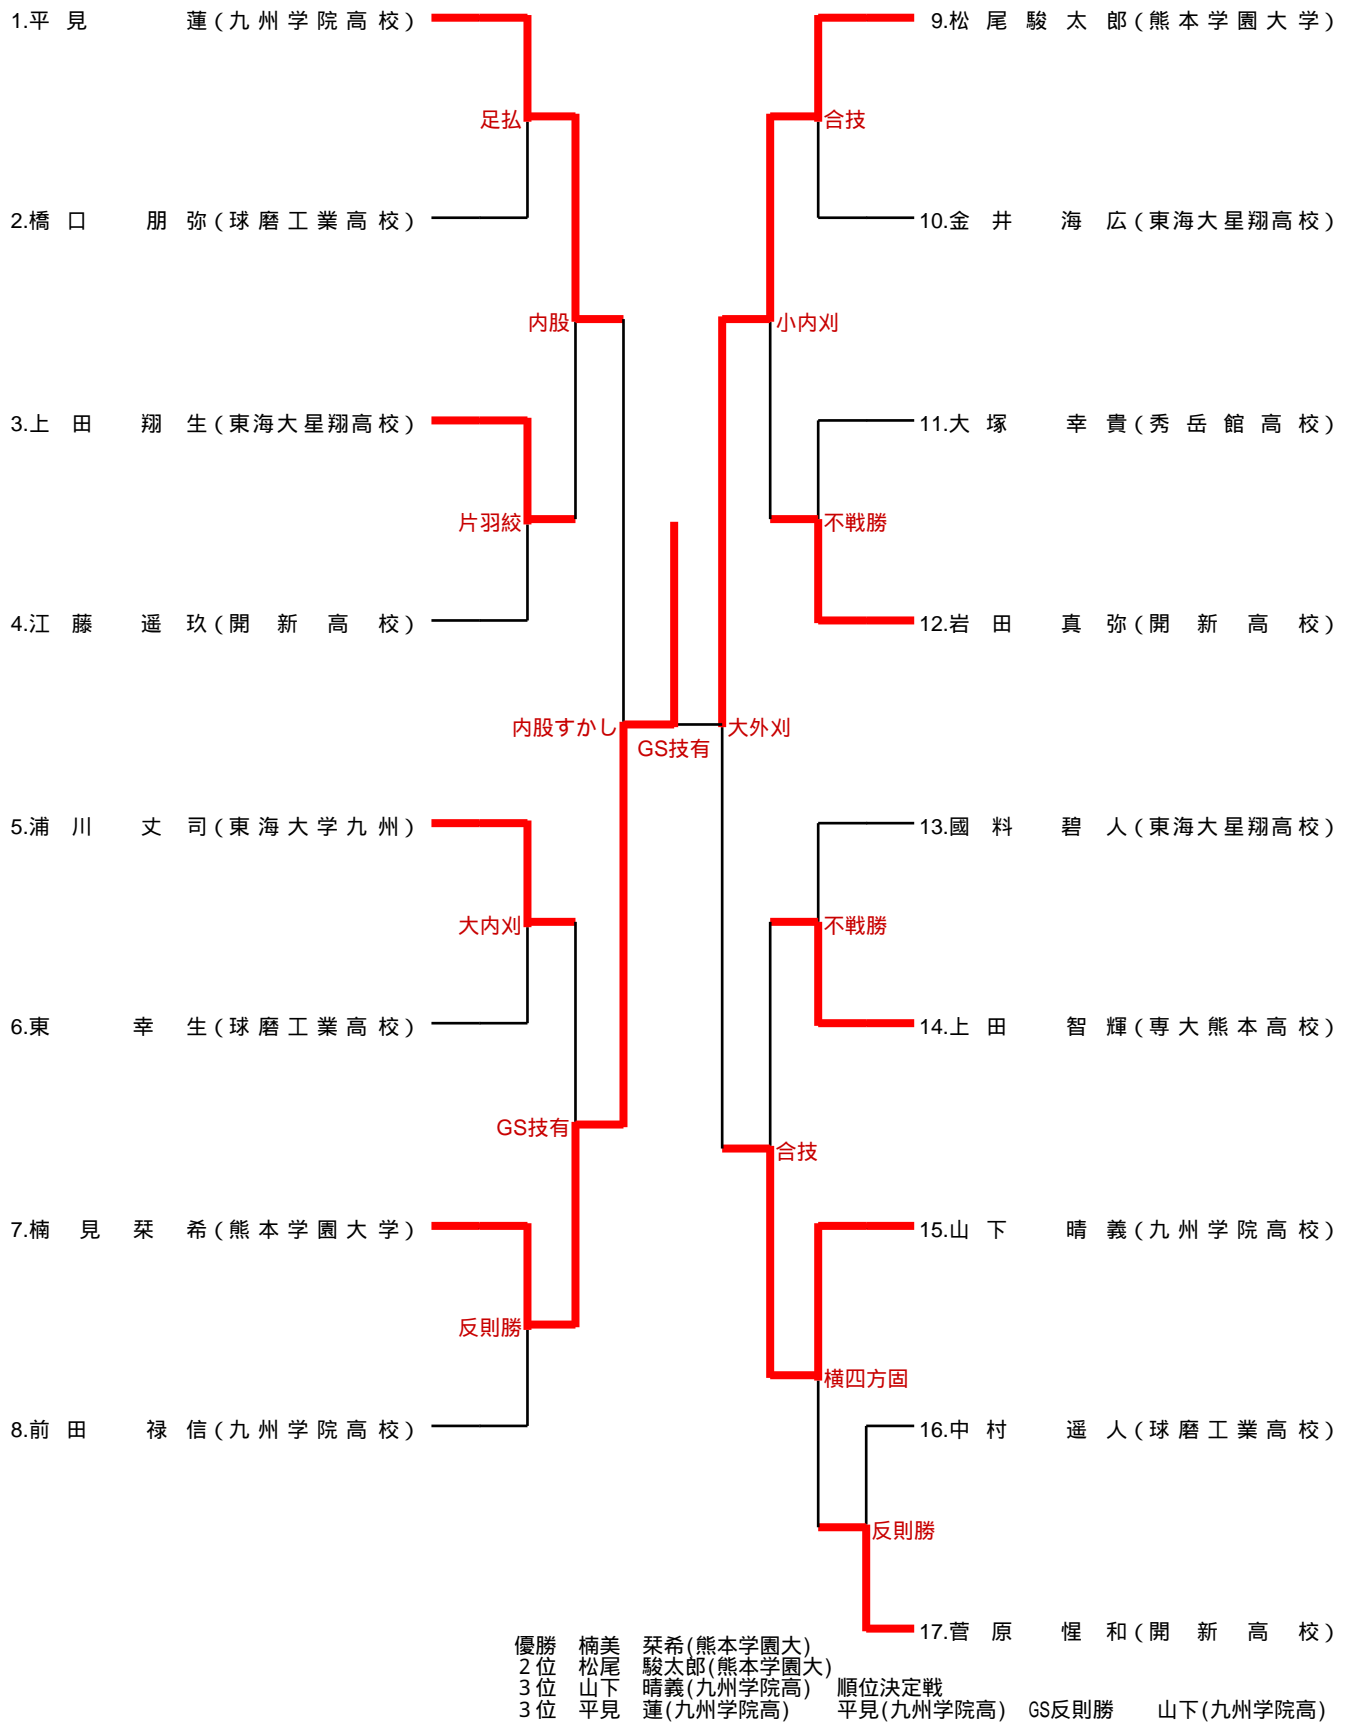 1.平見 蓮(九州学院高校)
足払
2.橋口 朋弥(球磨工業高校)
内股
3.上田 翔生(東海大星翔高校)
片羽絞
4.江藤 遥玖(開新高校)
内股すかし
5.浦川 丈司(東海大学九州)
大内刈
6.東 幸生(球磨工業高校)
GS技有
7.楠見 栞希(熊本学園大学)
反則勝
8.前田 禄信(九州学院高校)
GS技有
9.松尾駿太郎(熊本学園大学)
合技
10.金井 海広(東海大星翔高校)
小内刈
11.大塚 幸貴(秀岳館高校)
不戦勝
12.岩田 真弥(開新高校)
大外刈
13.國料 碧人(東海大星翔高校)
不戦勝
14.上田 智輝(専大熊本高校)
合技
15.山下 晴義(九州学院高校)
横四方固
16.中村 遥人(球磨工業高校)
反則勝
17.菅原 惺和(開新高校)
優勝 楠美 栞希(熊本学園大)
2位 松尾 駿太郎(熊本学園大)
3位 山下 晴義(九州学院高) 順位決定戦
3位 平見 蓮(九州学院高) 平見(九州学院高) GS反則勝 山下(九州学院高)